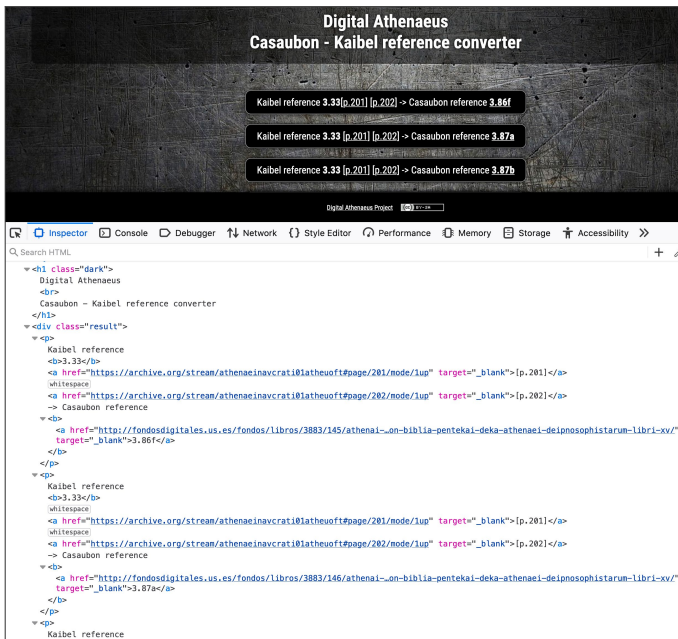 Digital Athenaeus
Casaubon - Kaibel reference converter
Kaibel reference 3.33[p.201] [p.202] -> Casaubon reference 3.86f
Kaibel reference 3.33 [p.201] [p.202] -> Casaubon reference 3.87a
Kaibel reference 3.33 [p.201] [p.202] -> Casaubon reference 3.87b
Digital Athenaeus Project BY-SA
Inspector Console Debugger Network {} Style Editor Performance Memory Storage Accessibility
Search HTML +
<h1 class="dark">
Digital Athenaeus
<br>
Casaubon – Kaibel reference converter
</h1>
<div class="result">
<p>
Kaibel reference
<b>3.33</b>
<a href="https://archive.org/stream/athenaeinavcrati01atheuoft#page/201/mode/1up" target="_blank">[p.201]</a>
whitespace
<a href="https://archive.org/stream/athenaeinavcrati01atheuoft#page/202/mode/1up" target="_blank">[p.202]</a>
–> Casaubon reference
<b>
<a href="http://fondosdigitales.us.es/fondos/libros/3883/145/athenai-…on-biblia-pentekai-deka-athenaei-deipnosophistarum-libri-xv/"
target="_blank">3.86f</a>
</b>
</p>
<p>
Kaibel reference
<b>3.33</b>
whitespace
<a href="https://archive.org/stream/athenaeinavcrati01atheuoft#page/201/mode/1up" target="_blank">[p.201]</a>
whitespace
<a href="https://archive.org/stream/athenaeinavcrati01atheuoft#page/202/mode/1up" target="_blank">[p.202]</a>
–> Casaubon reference
<b>
<a href="http://fondosdigitales.us.es/fondos/libros/3883/146/athenai-…on-biblia-pentekai-deka-athenaei-deipnosophistarum-libri-xv/"
target="_blank">3.87a</a>
</b>
</p>
<p>
Kaibel reference